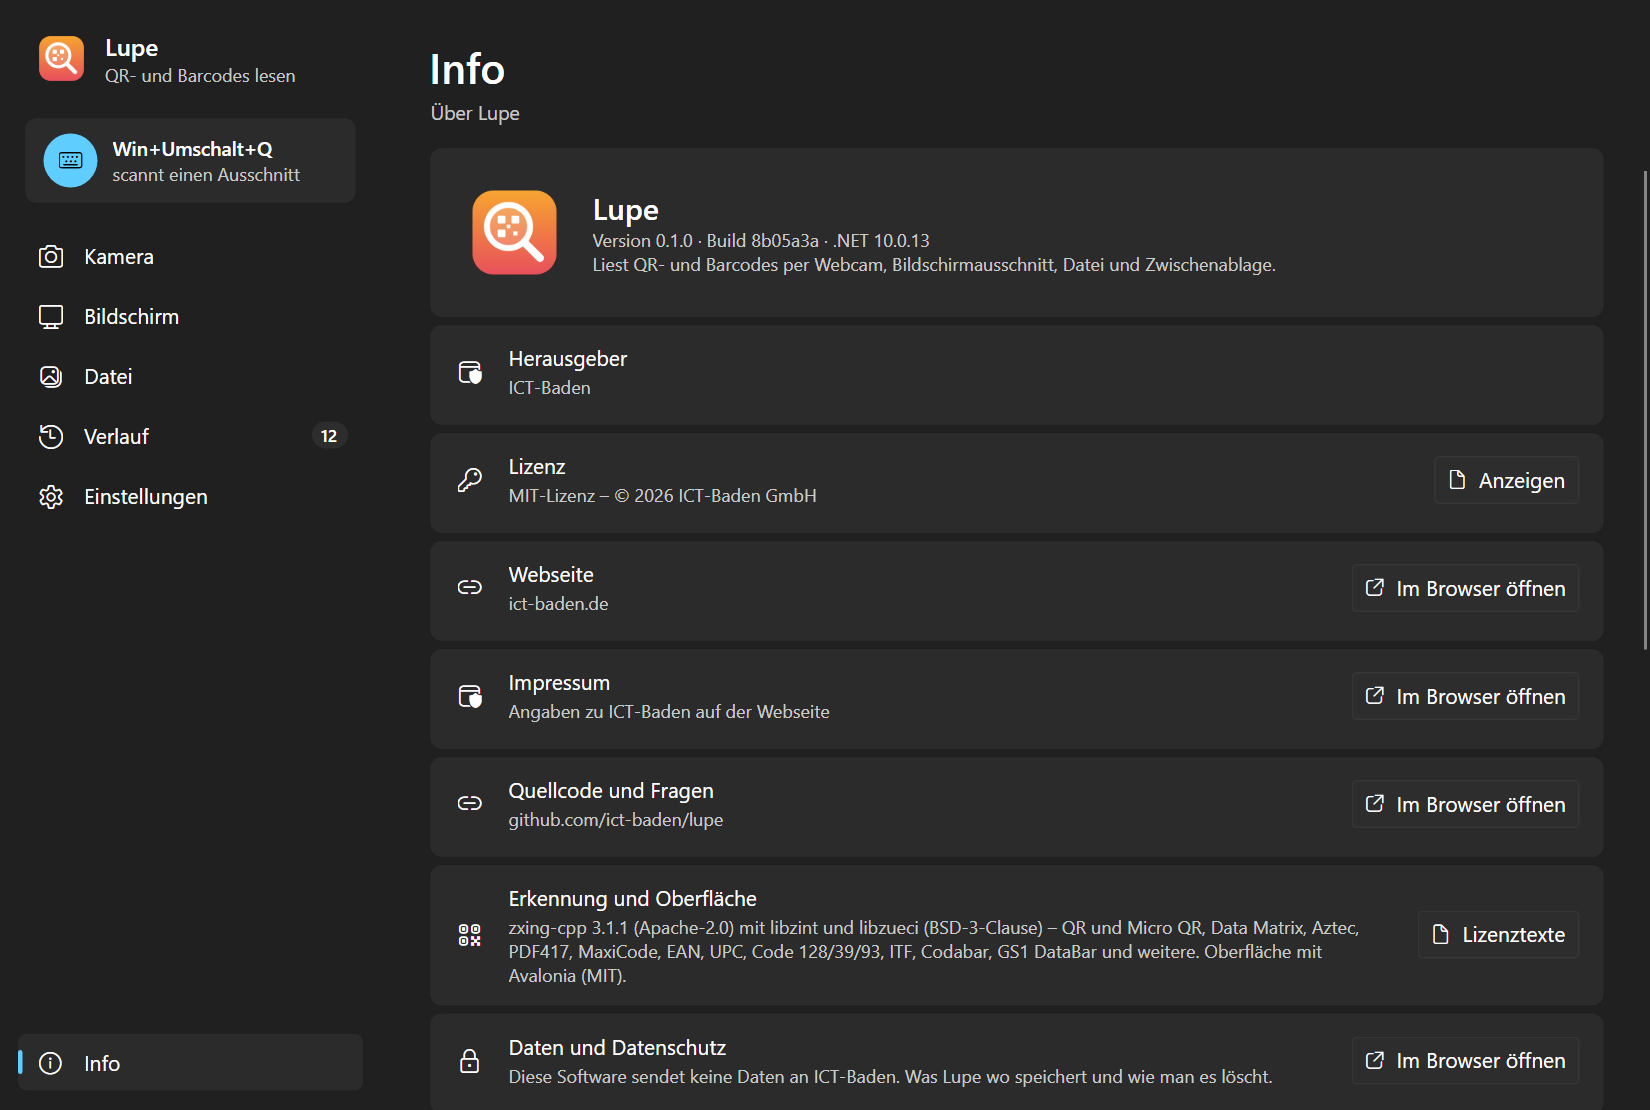 Lupe
QR- und Barcodes lesen
Win+Umschalt+Q
scannt einen Ausschnitt
Kamera
Bildschirm
Datei
Verlauf 12
Einstellungen
Info
Info
Über Lupe
Lupe
Version 0.1.0 · Build 8b05a3a · .NET 10.0.13
Liest QR- und Barcodes per Webcam, Bildschirmausschnitt, Datei und Zwischenablage.
Herausgeber
ICT-Baden
Lizenz
MIT-Lizenz – © 2026 ICT-Baden GmbH
Anzeigen
Webseite
ict-baden.de
Im Browser öffnen
Impressum
Angaben zu ICT-Baden auf der Webseite
Im Browser öffnen
Quellcode und Fragen
github.com/ict-baden/lupe
Im Browser öffnen
Erkennung und Oberfläche
zxing-cpp 3.1.1 (Apache-2.0) mit libzint und libzueci (BSD-3-Clause) – QR und Micro QR, Data Matrix, Aztec,
PDF417, MaxiCode, EAN, UPC, Code 128/39/93, ITF, Codabar, GS1 DataBar und weitere. Oberfläche mit
Avalonia (MIT).
Lizenztexte
Daten und Datenschutz
Diese Software sendet keine Daten an ICT-Baden. Was Lupe wo speichert und wie man es löscht.
Im Browser öffnen